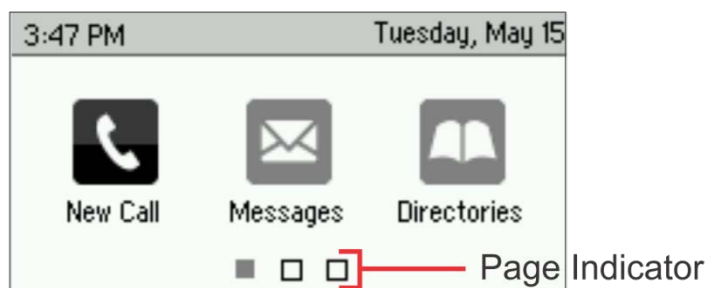 3:47 PM Tuesday, May 15
New Call Messages Directories
Page Indicator